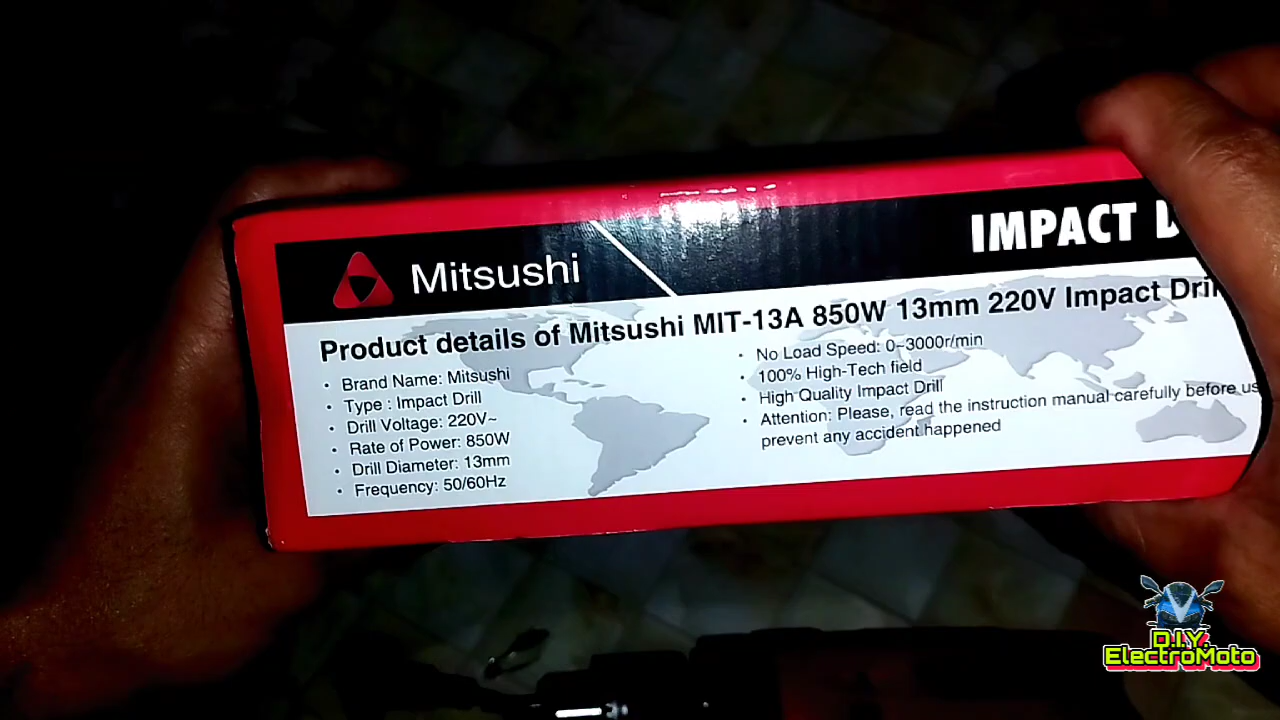 Mitsushi
IMPACT
Product details of Mitsushi MIT-13A 850W 13mm 220V Impact Drill
• Brand Name: Mitsushi
• Type : Impact Drill
• Drill Voltage: 220V~
• Rate of Power: 850W
• Drill Diameter: 13mm
• Frequency: 50/60Hz
• No Load Speed: 0~3000r/min
• 100% High-Tech field
• High Quality Impact Drill
• Attention: Please, read the instruction manual carefully before
prevent any accident happened
D.I.Y.
ElectroMoto